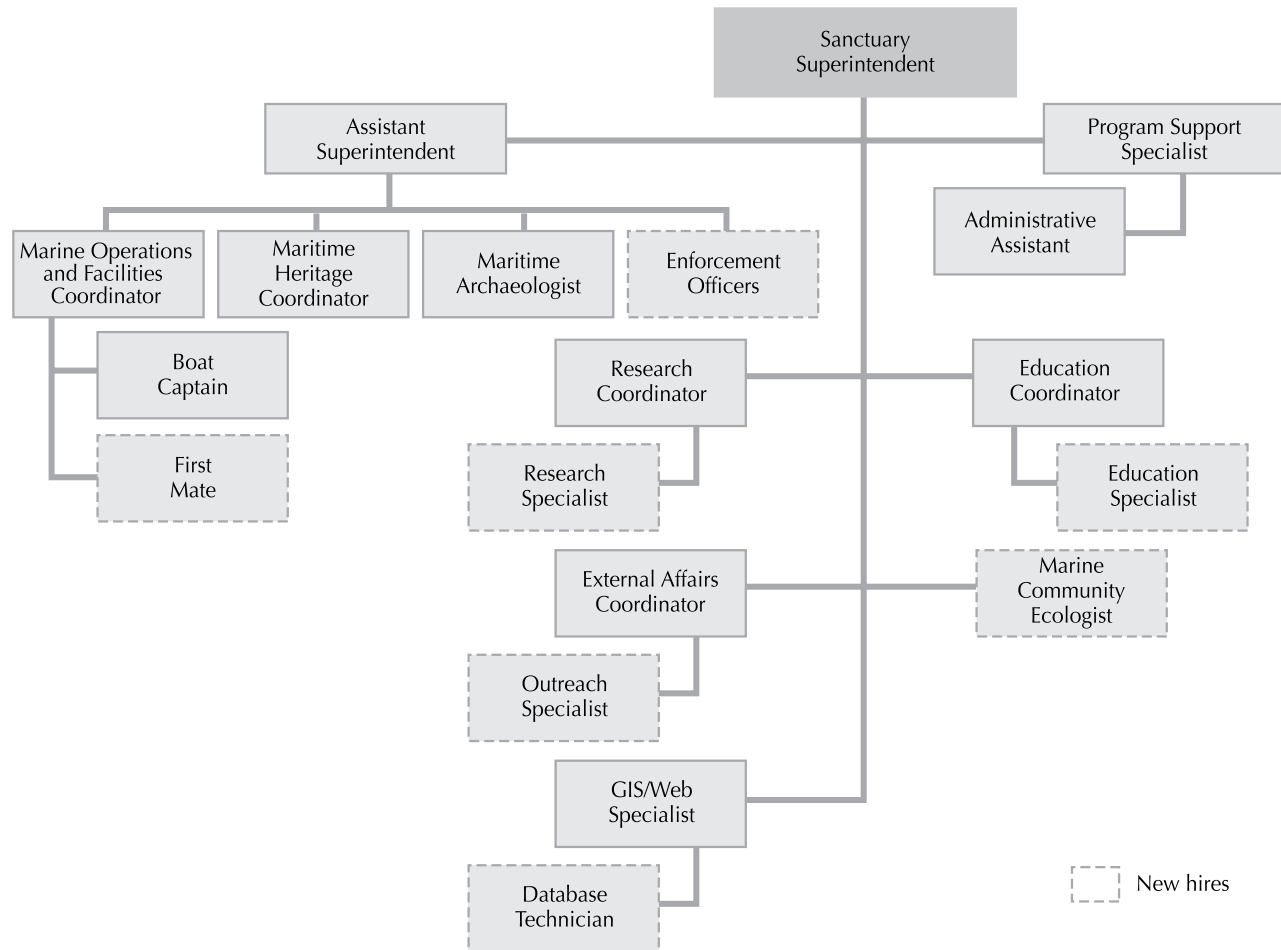 Sanctuary
Superintendent
Assistant
Superintendent
Program Support
Specialist
Administrative
Assistant
Marine Operations
and Facilities
Coordinator
Maritime
Heritage
Coordinator
Maritime
Archaeologist
Enforcement
Officers
Boat
Captain
First
Mate
Research
Coordinator
Education
Coordinator
Research
Specialist
Education
Specialist
External Affairs
Coordinator
Marine
Community
Ecologist
Outreach
Specialist
GIS/Web
Specialist
Database
Technician
New hires